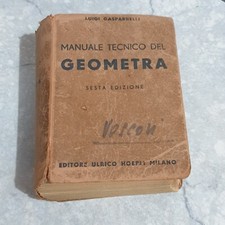 LUIGI GASPARRELLI
MANUALE TECNICO DEL
GEOMETRA
SESTA EDIZIONE
EDITORE ULRICO HOEPLI MILANO